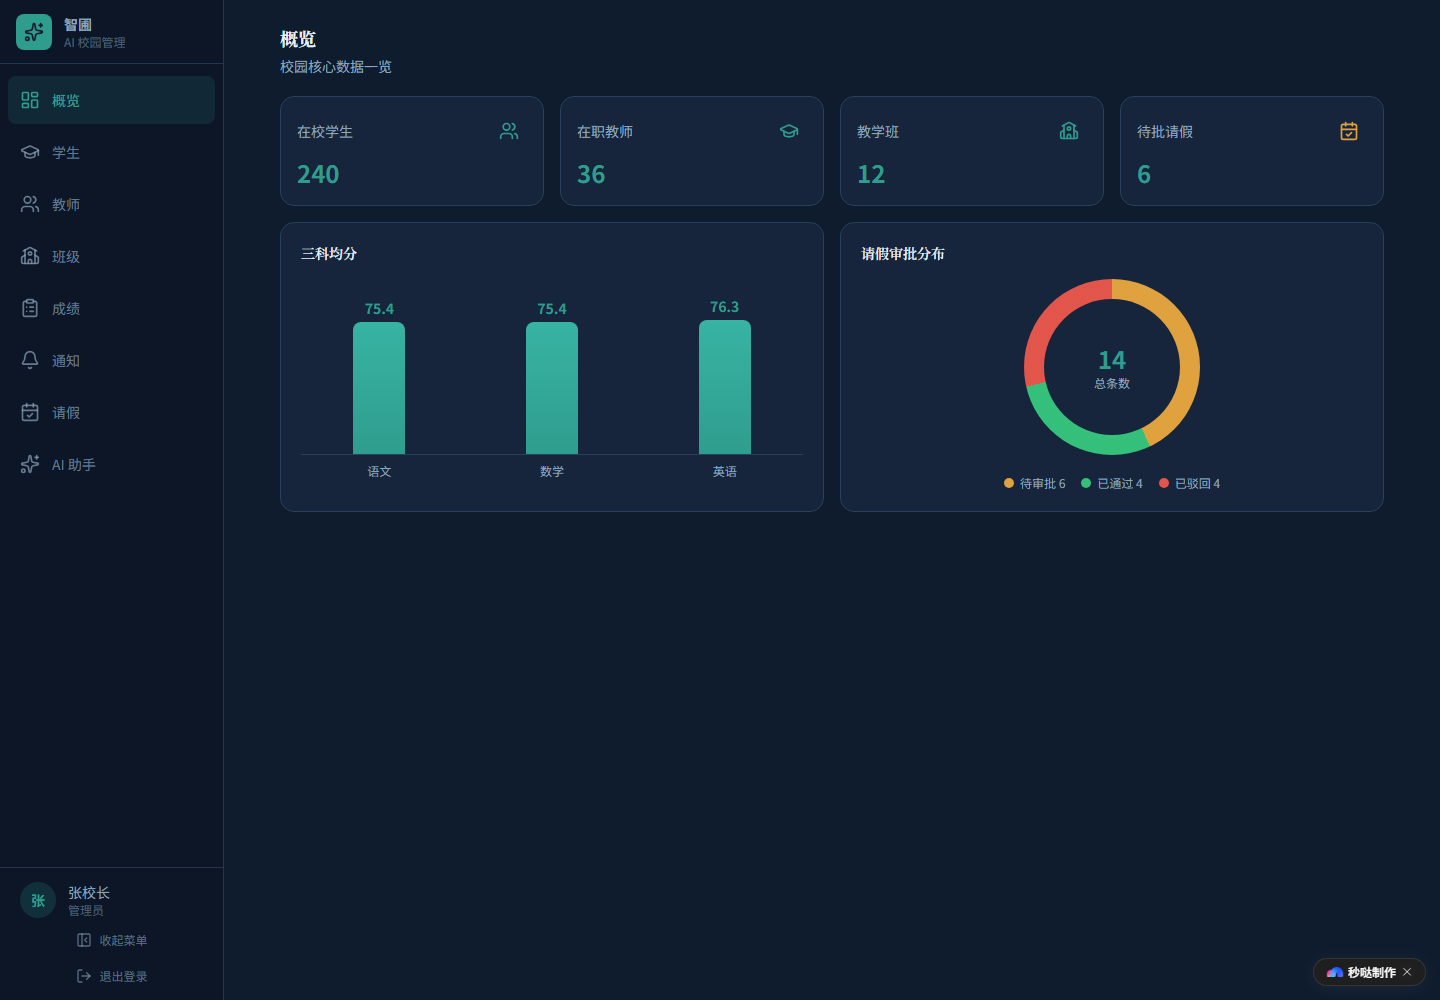 智圃
AI 校园管理
概览
学生
教师
班级
成绩
通知
请假
AI 助手
张
张校长
管理员
收起菜单
退出登录
概览
校园核心数据一览
在校学生
240
在职教师
36
教学班
12
待批请假
6
三科均分
75.4
75.4
76.3
语文
数学
英语
请假审批分布
14
总条数
待审批 6
已通过 4
已驳回 4
秒哒制作